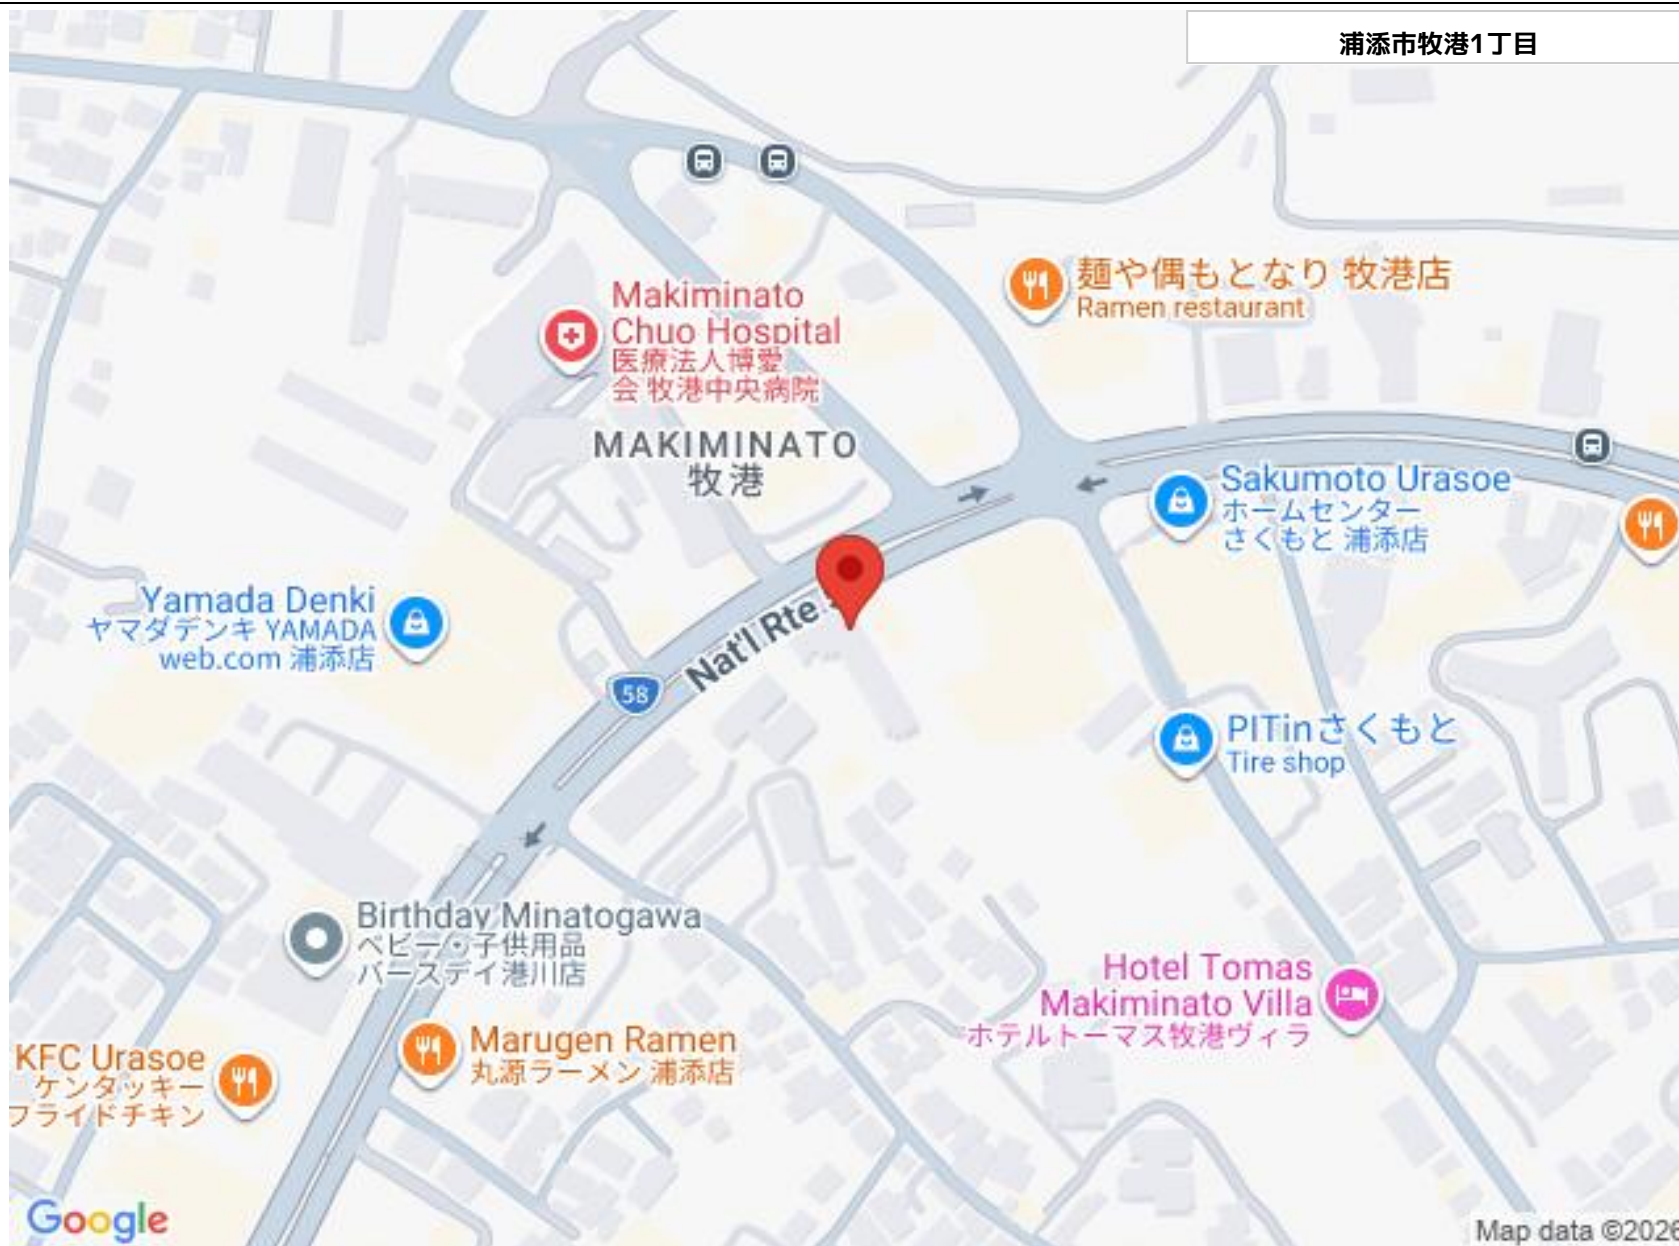 浦添市牧港1丁目
麺や偶もとなり 牧港店
Ramen restaurant
Makiminato
Chuo Hospital
医療法人博愛
会 牧港中央病院
MAKIMINATO
牧港
Sakumoto Urasoe
ホームセンター
さくもと 浦添店
Yamada Denki
ヤマダデンキ YAMADA
web.com 浦添店
Nat'l Rte
58
PITinさくもと
Tire shop
Birthday Minatogawa
ベビー・子供用品
バースデイ港川店
Hotel Tomas
Makiminato Villa
ホテルトーマス牧港ヴィラ
Marugen Ramen
丸源ラーメン 浦添店
KFC Urasoe
ケンタッキー
フライドチキン
Google
Map data ©2026